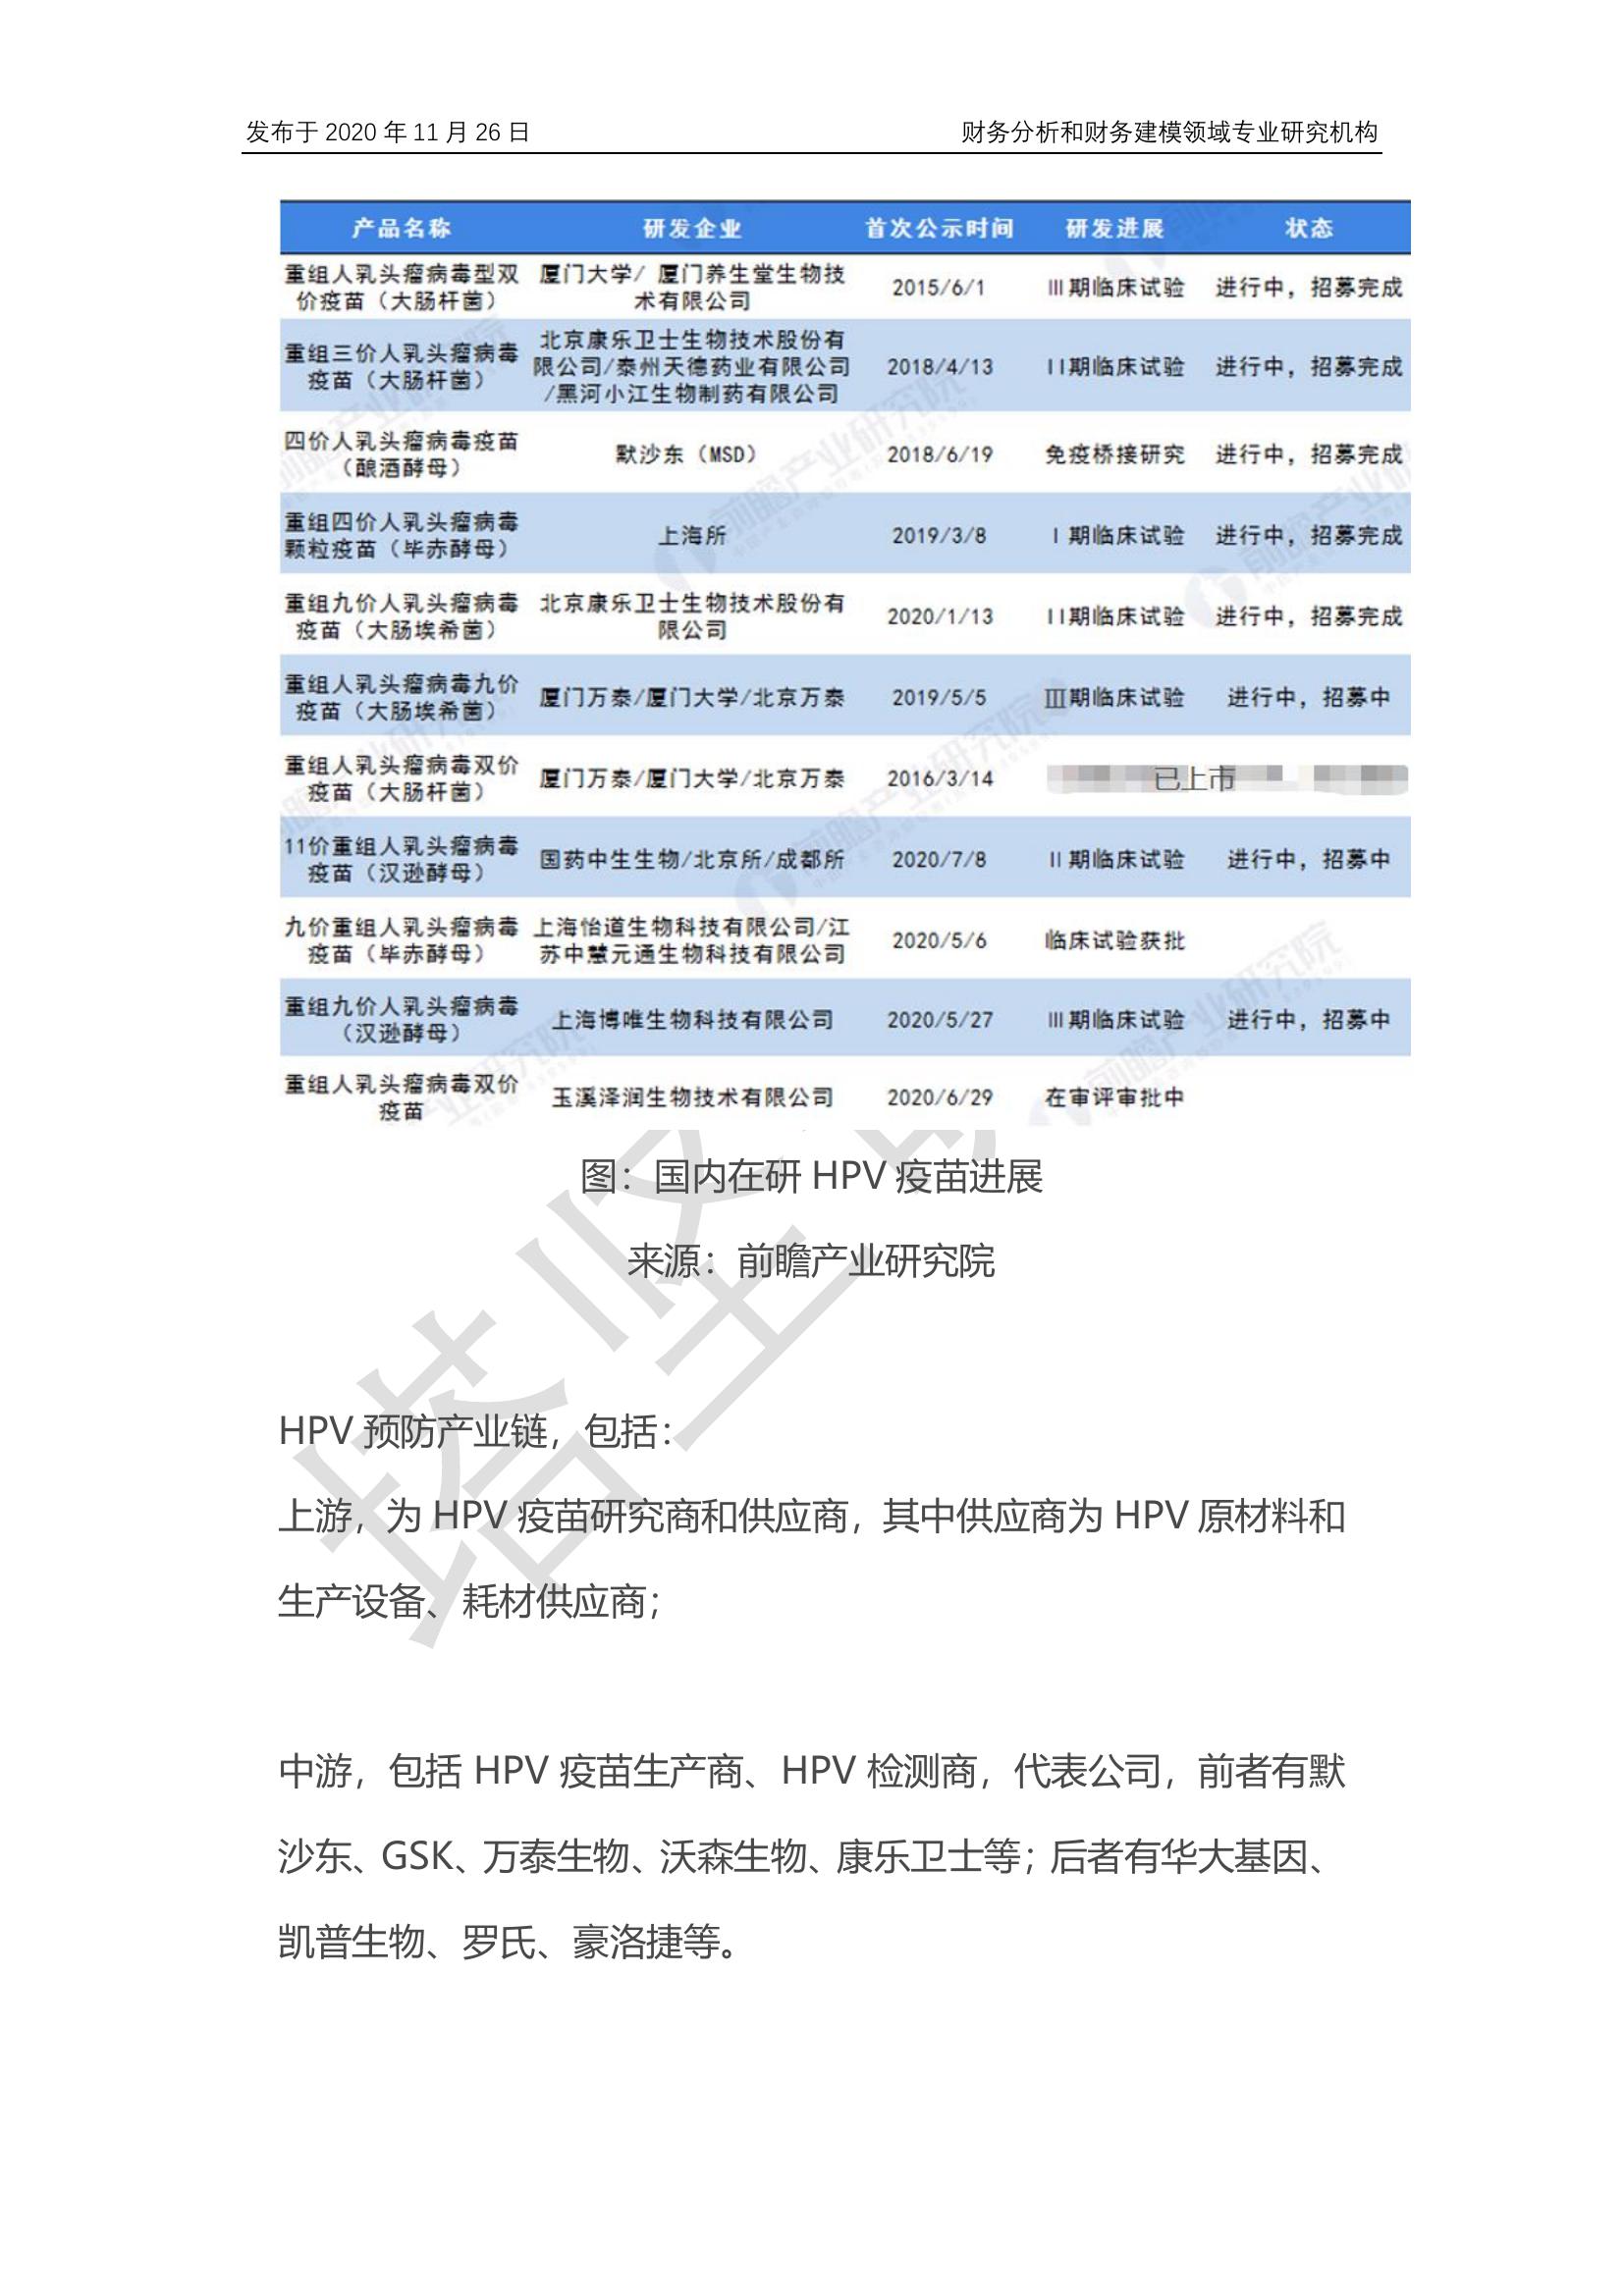 发布于 2020 年 11 月 26 日 财务分析和财务建模领域专业研究机构
产品名称 研发企业 首次公示时间 研发进展 状态
重组人乳头瘤病毒型双
价疫苗（大肠杆菌）
厦门大学/ 厦门养生堂生物技
术有限公司
2015/6/1 III期临床试验 进行中，招募完成
重组三价人乳头瘤病毒
疫苗（大肠杆菌）
北京康乐卫士生物技术股份有
限公司/泰州天德药业有限公司
/黑河小江生物制药有限公司
2018/4/13 II期临床试验 进行中，招募完成
四价人乳头瘤病毒疫苗
（酿酒酵母）
默沙东（MSD） 2018/6/19 免疫桥接研究 进行中，招募完成
重组四价人乳头瘤病毒
颗粒疫苗（毕赤酵母）
上海所 2019/3/8 I 期临床试验 进行中，招募完成
重组九价人乳头瘤病毒
疫苗（大肠埃希菌）
北京康乐卫士生物技术股份有
限公司
2020/1/13 II期临床试验 进行中，招募完成
重组人乳头瘤病毒九价
疫苗（大肠埃希菌）
厦门万泰/厦门大学/北京万泰 2019/5/5 Ⅲ期临床试验 进行中，招募中
重组人乳头瘤病毒双价
疫苗（大肠杆菌）
厦门万泰/厦门大学/北京万泰 2016/3/14 已上市
11价重组人乳头瘤病毒
疫苗（汉逊酵母）
国药中生生物/北京所/成都所 2020/7/8 II 期临床试验 进行中，招募中
九价重组人乳头瘤病毒
疫苗（毕赤酵母）
上海怡道生物科技有限公司/江
苏中慧元通生物科技有限公司
2020/5/6 临床试验获批
重组九价人乳头瘤病毒
（汉逊酵母）
上海博唯生物科技有限公司 2020/5/27 III期临床试验 进行中，招募中
重组人乳头瘤病毒双价
疫苗
玉溪泽润生物技术有限公司 2020/6/29 在审评审批中
图：国内在研 HPV 疫苗进展
来源：前瞻产业研究院
HPV 预防产业链，包括：
上游，为 HPV 疫苗研究商和供应商，其中供应商为 HPV 原材料和
生产设备、耗材供应商；
中游，包括 HPV 疫苗生产商、HPV 检测商，代表公司，前者有默
沙东、GSK、万泰生物、沃森生物、康乐卫士等；后者有华大基因、
凯普生物、罗氏、豪洛捷等。
塔坚
前瞻产业研究院